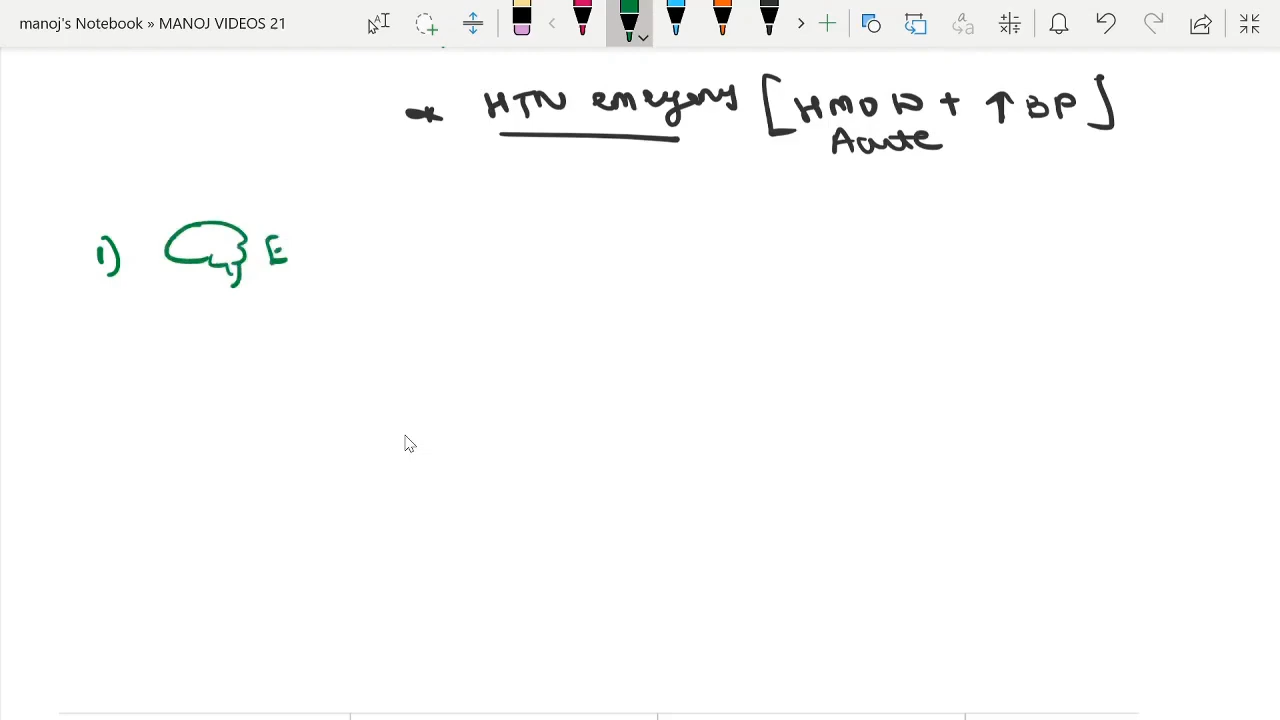 manoj's Notebook » MANOJ VIDEOS 21
* HTN emergency [HMOD + ↑ BP]
Acute
1) E